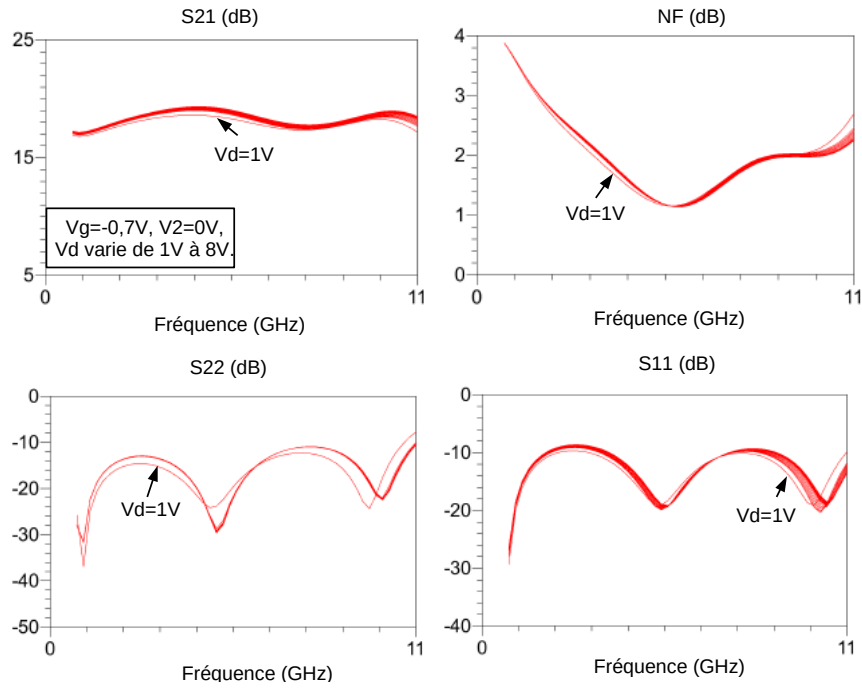 S21 (dB)
25
15
5
0
11
Vd=1V
Vg=-0,7V, V2=0V,
Vd varie de 1V à 8V.
Fréquence (GHz)
NF (dB)
4
3
2
1
0
0
11
Vd=1V
Fréquence (GHz)
S22 (dB)
0
-10
-20
-30
-40
-50
0
11
Vd=1V
Fréquence (GHz)
S11 (dB)
0
-10
-20
-30
-40
0
11
Vd=1V
Fréquence (GHz)